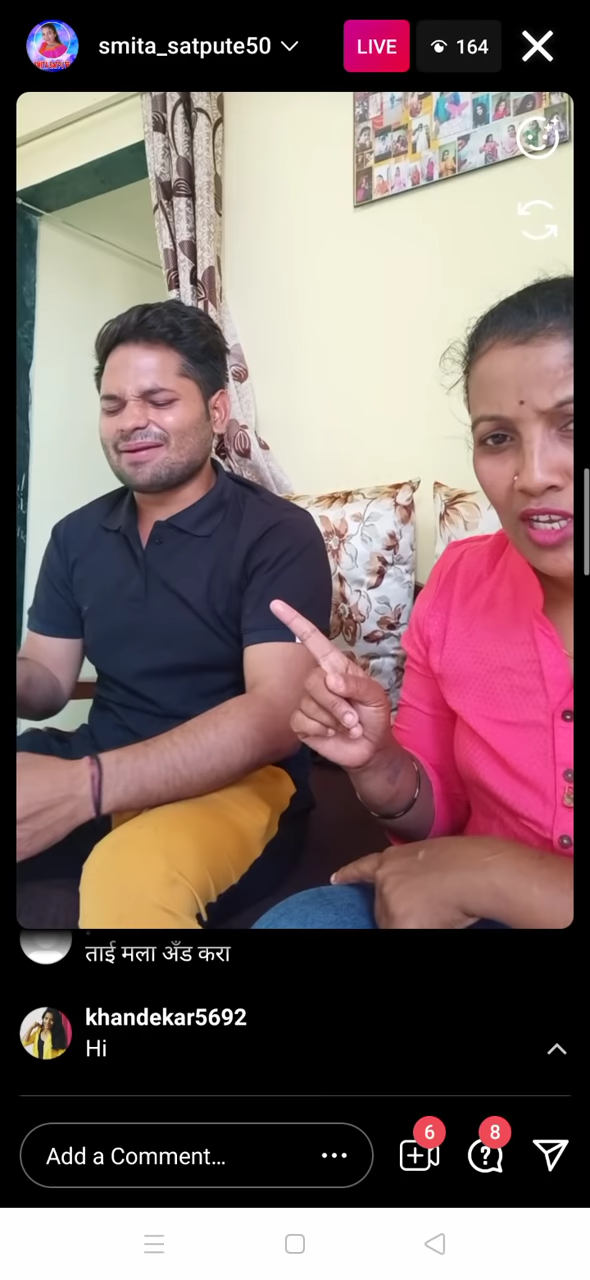 smita_satpute50
LIVE
164
ताई मला अँड करा
khandekar5692
Hi
6
8
Add a Comment...